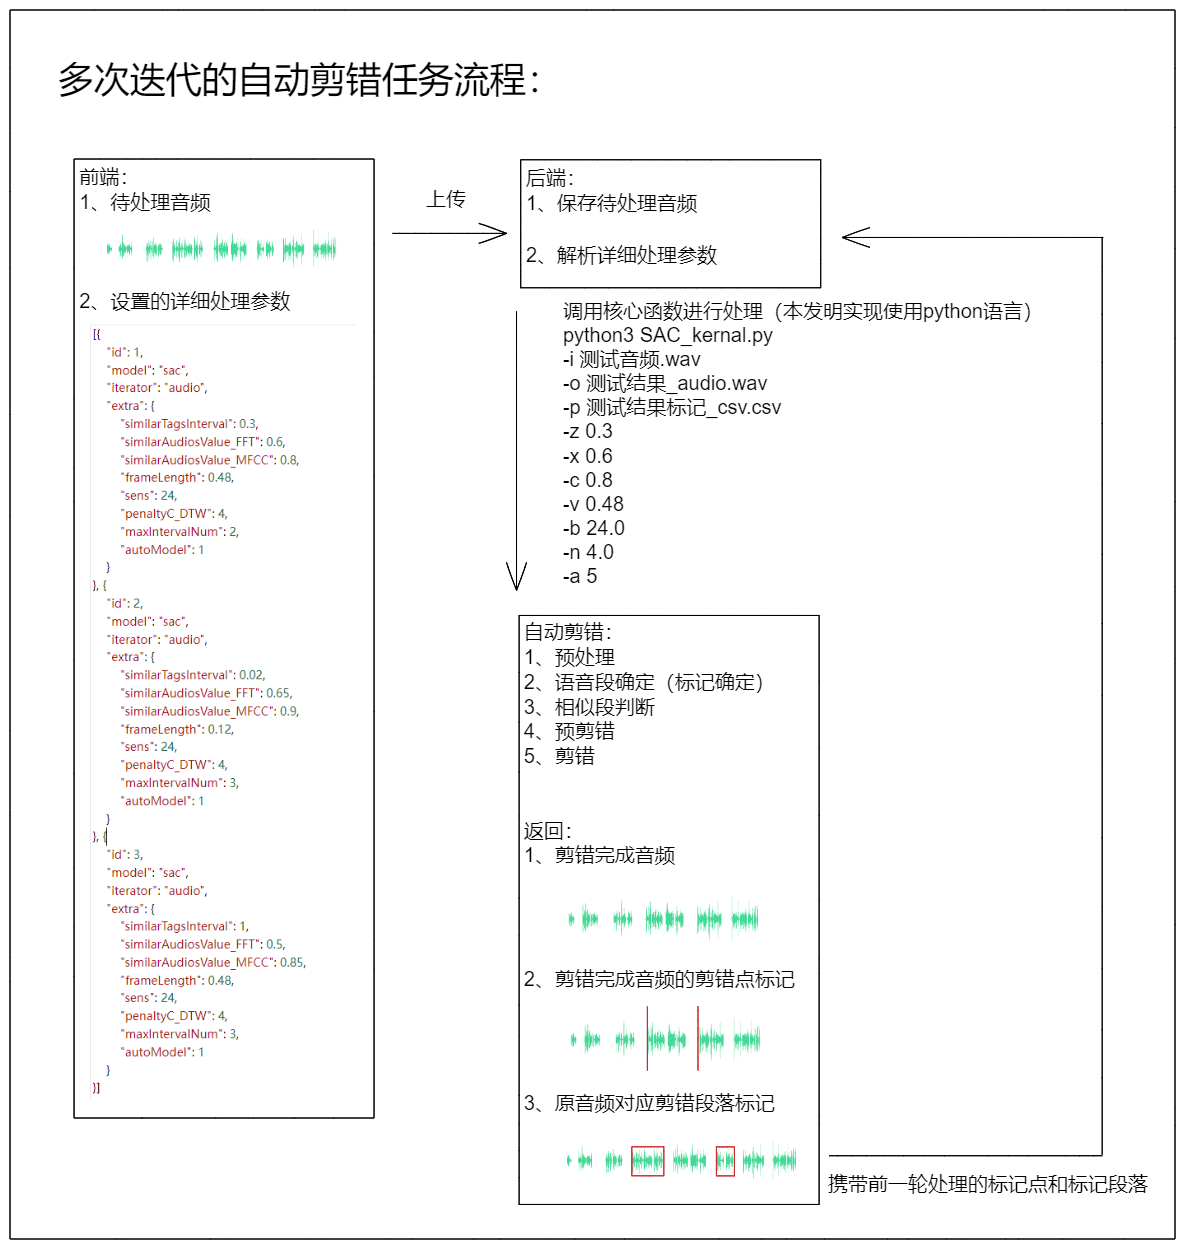 多次迭代的自动剪错任务流程：
前端：
1、待处理音频
2、设置的详细处理参数
[{
"id": 1,
"model": "sac",
"iterator": "audio",
"extra": {
"similarTagsInterval": 0.3,
"similarAudiosValue_FFT": 0.6,
"similarAudiosValue_MFCC": 0.8,
"frameLength": 0.48,
"sens": 24,
"penaltyC_DTW": 4,
"maxIntervalNum": 2,
"autoModel": 1
}
}, {
"id": 2,
"model": "sac",
"iterator": "audio",
"extra": {
"similarTagsInterval": 0.02,
"similarAudiosValue_FFT": 0.65,
"similarAudiosValue_MFCC": 0.9,
"frameLength": 0.12,
"sens": 24,
"penaltyC_DTW": 4,
"maxIntervalNum": 3,
"autoModel": 1
}
}, {
"id": 3,
"model": "sac",
"iterator": "audio",
"extra": {
"similarTagsInterval": 1,
"similarAudiosValue_FFT": 0.5,
"similarAudiosValue_MFCC": 0.85,
"frameLength": 0.48,
"sens": 24,
"penaltyC_DTW": 4,
"maxIntervalNum": 3,
"autoModel": 1
}
}]
上传
后端：
1、保存待处理音频
2、解析详细处理参数
调用核心函数进行处理（本发明实现使用python语言）
python3 SAC_kernal.py
-i 测试音频.wav
-o 测试结果_audio.wav
-p 测试结果标记_csv.csv
-z 0.3
-x 0.6
-c 0.8
-v 0.48
-b 24.0
-n 4.0
-a 5
自动剪错：
1、预处理
2、语音段确定（标记确定）
3、相似段判断
4、预剪错
5、剪错
返回：
1、剪错完成音频
2、剪错完成音频的剪错点标记
3、原音频对应剪错段落标记
携带前一轮处理的标记点和标记段落